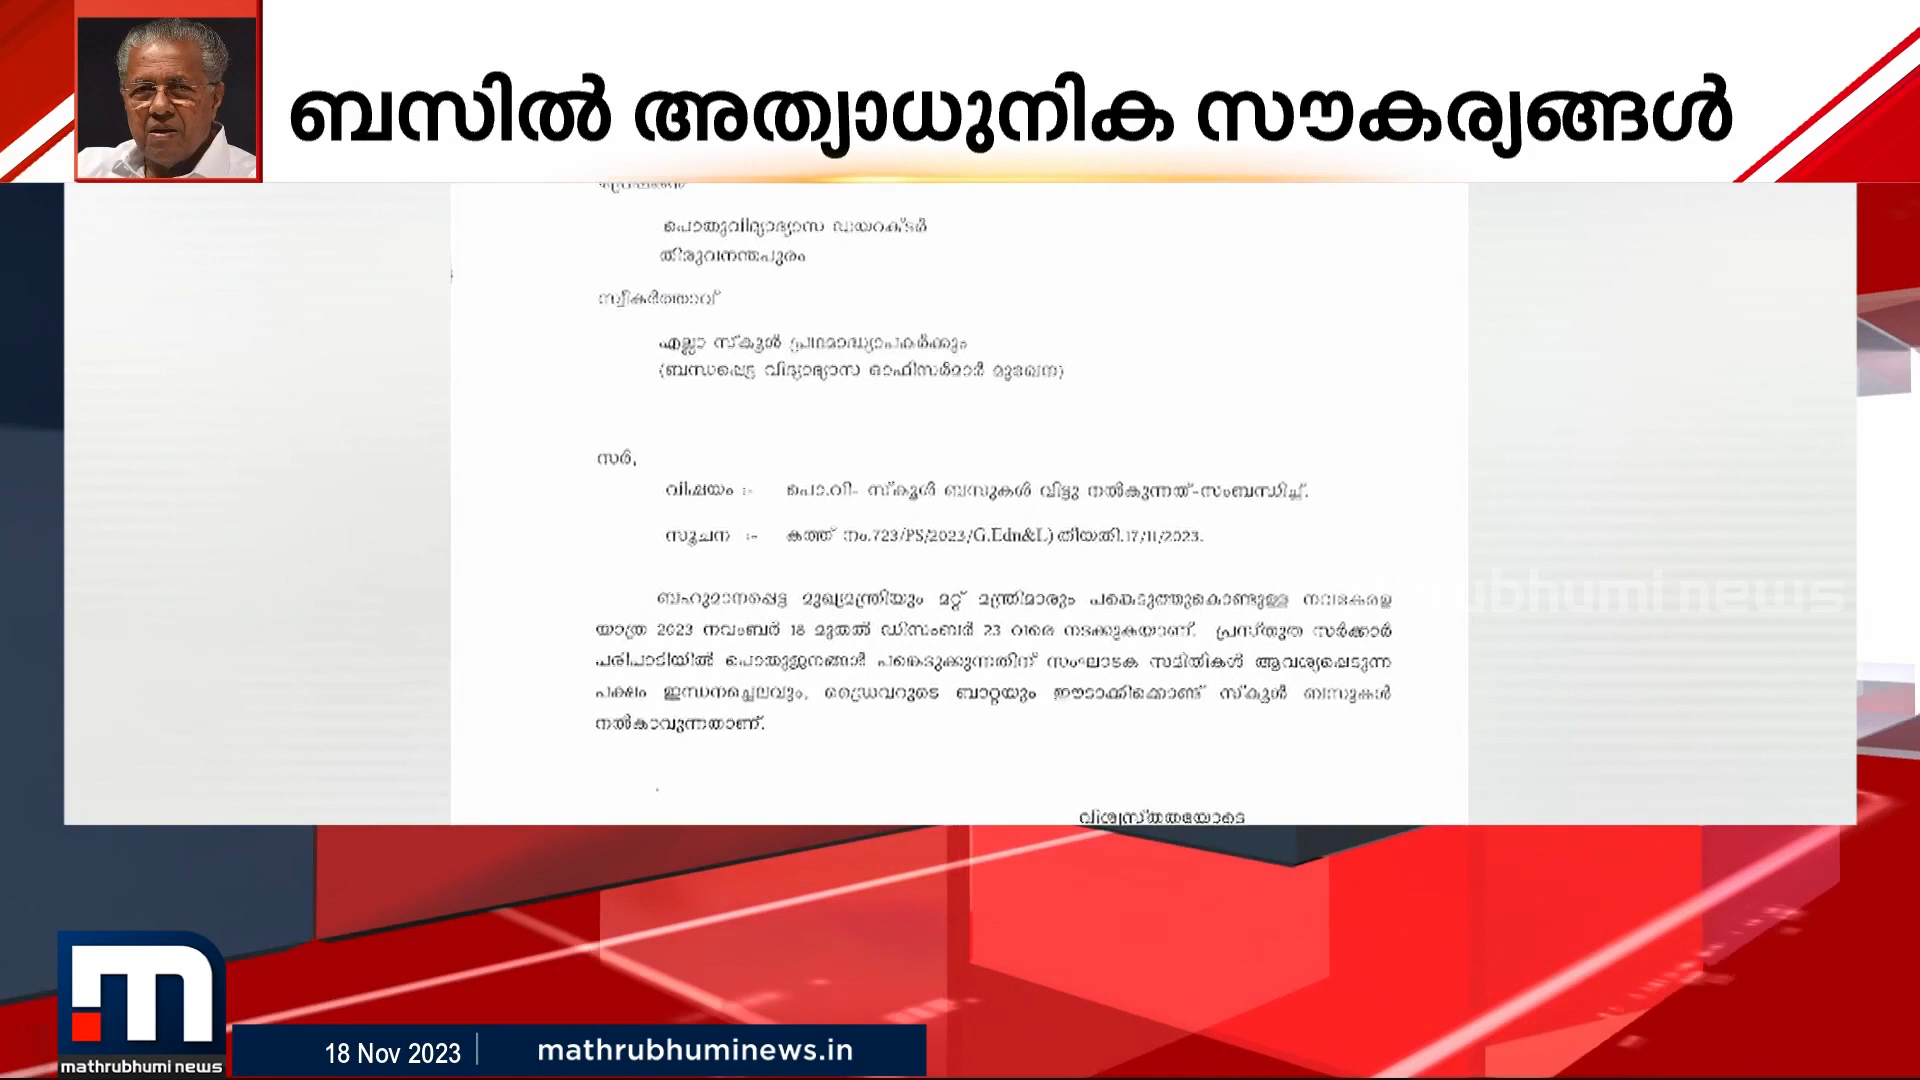 ബസിൽ അത്യാധുനിക സൗകര്യങ്ങൾ
പൊതുവിദ്യാഭ്യാസ ഡയറക്ടർ
തിരുവനന്തപുരം
സ്വീകർത്താവ്
എല്ലാ സ്കൂൾ പ്രഥമാദ്ധ്യാപകർക്കും
(ബന്ധപ്പെട്ട വിദ്യാഭ്യാസ ഓഫീസർമാർ മുഖേന)
സർ,
വിഷയം :- പൊ.വി- സ്കൂൾ ബസുകൾ വിട്ടു നൽകുന്നത്-സംബന്ധിച്ച്.
സൂചന :- കത്ത് നം.723/PS/2023/G.Edn&L) തീയതി.17/11/2023.
ബഹുമാനപ്പെട്ട മുഖ്യമന്ത്രിയും മറ്റ് മന്ത്രിമാരും പങ്കെടുത്തുകൊണ്ടുള്ള നവകേരള
യാത്ര 2023 നവംബർ 18 മുതൽ ഡിസംബർ 23 വരെ നടക്കുകയാണ്. പ്രസ്തുത സർക്കാർ
പരിപാടിയിൽ പൊതുജനങ്ങൾ പങ്കെടുക്കുന്നതിന് സംഘാടക സമിതികൾ ആവശ്യപ്പെടുന്ന
പക്ഷം ഇന്ധനച്ചെലവും, ഡ്രൈവറുടെ ബാറ്റയും ഈടാക്കിക്കൊണ്ട് സ്കൂൾ ബസുകൾ
നൽകാവുന്നതാണ്.
വിശ്വസ്തതയോടെ
mathrubhumi news
18 Nov 2023
mathrubhuminews.in
mathrubhumi news